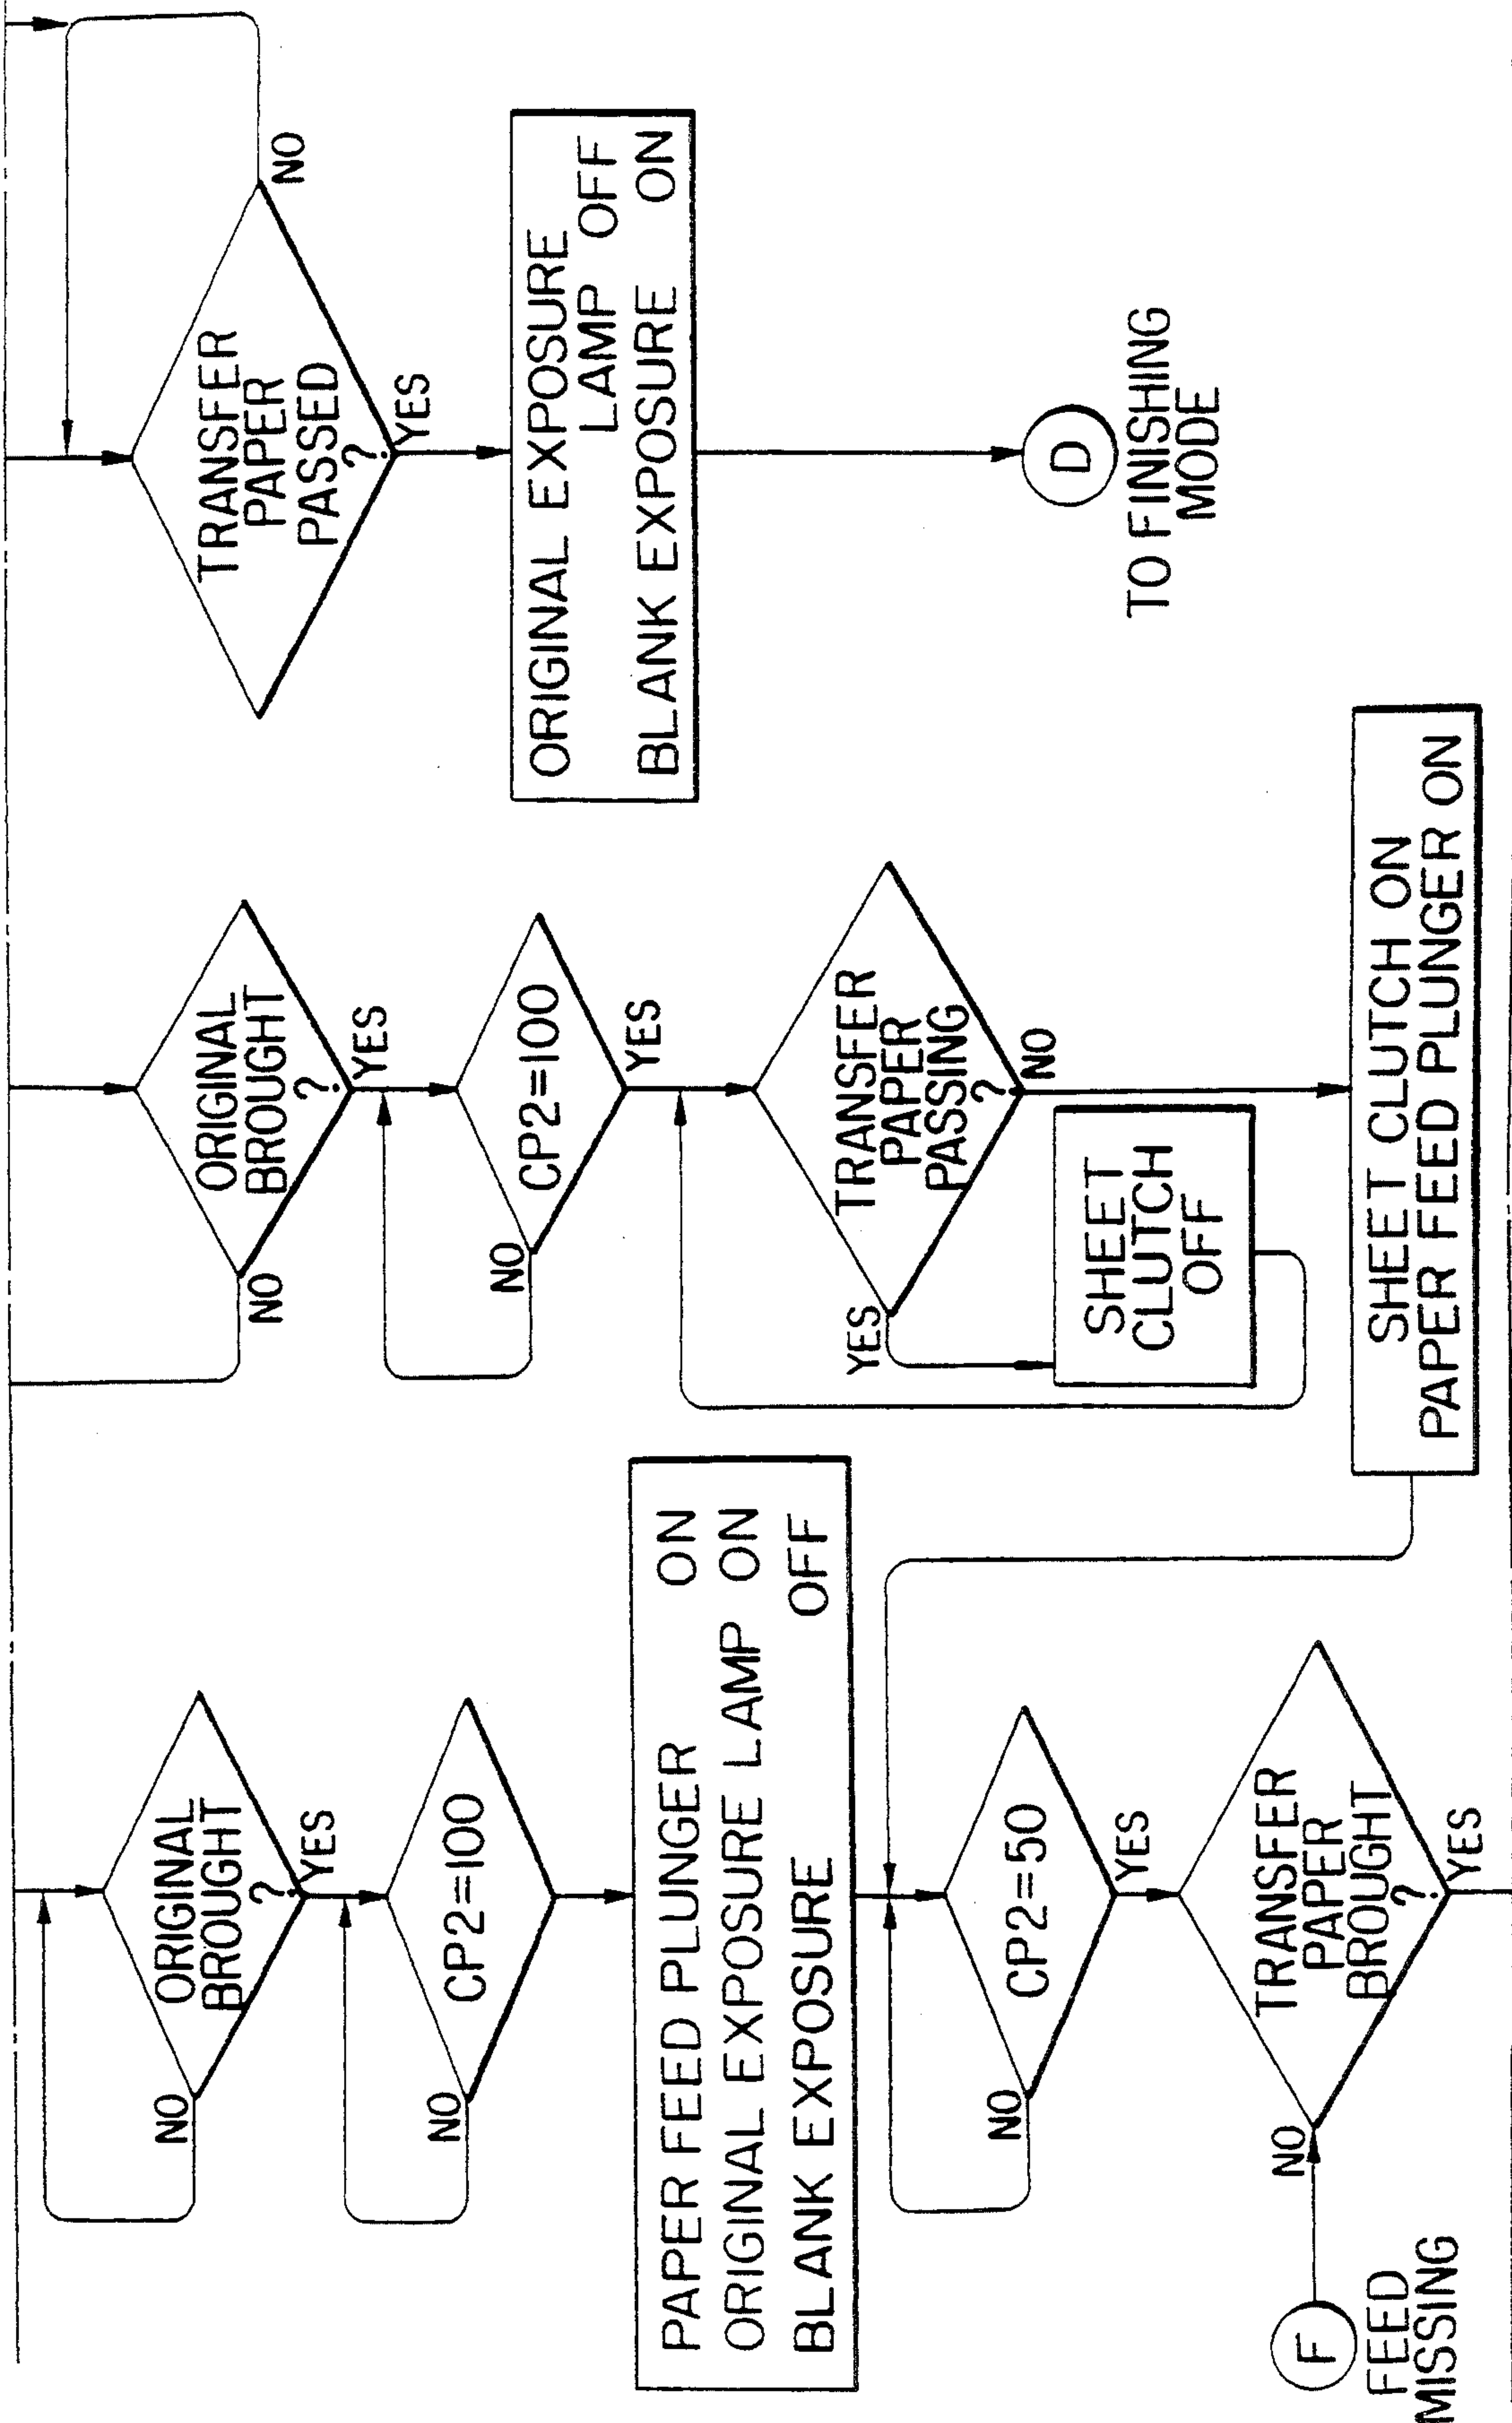 ORIGINAL
BROUGHT
?
NO
YES
CP2=100
NO
PAPER FEED PLUNGER ON
ORIGINAL EXPOSURE LAMP ON
BLANK EXPOSURE OFF
CP2=50
NO
YES
TRANSFER
PAPER
BROUGHT
?
NO
YES
F
FEED
MISSING
ORIGINAL
BROUGHT
?
NO
YES
CP2=100
NO
YES
TRANSFER
PAPER
PASSING
?
YES
NO
SHEET
CLUTCH
OFF
SHEET CLUTCH ON
PAPER FEED PLUNGER ON
TRANSFER
PAPER
PASSED
?
NO
YES
ORIGINAL EXPOSURE
LAMP OFF
BLANK EXPOSURE ON
D
TO FINISHING
MODE